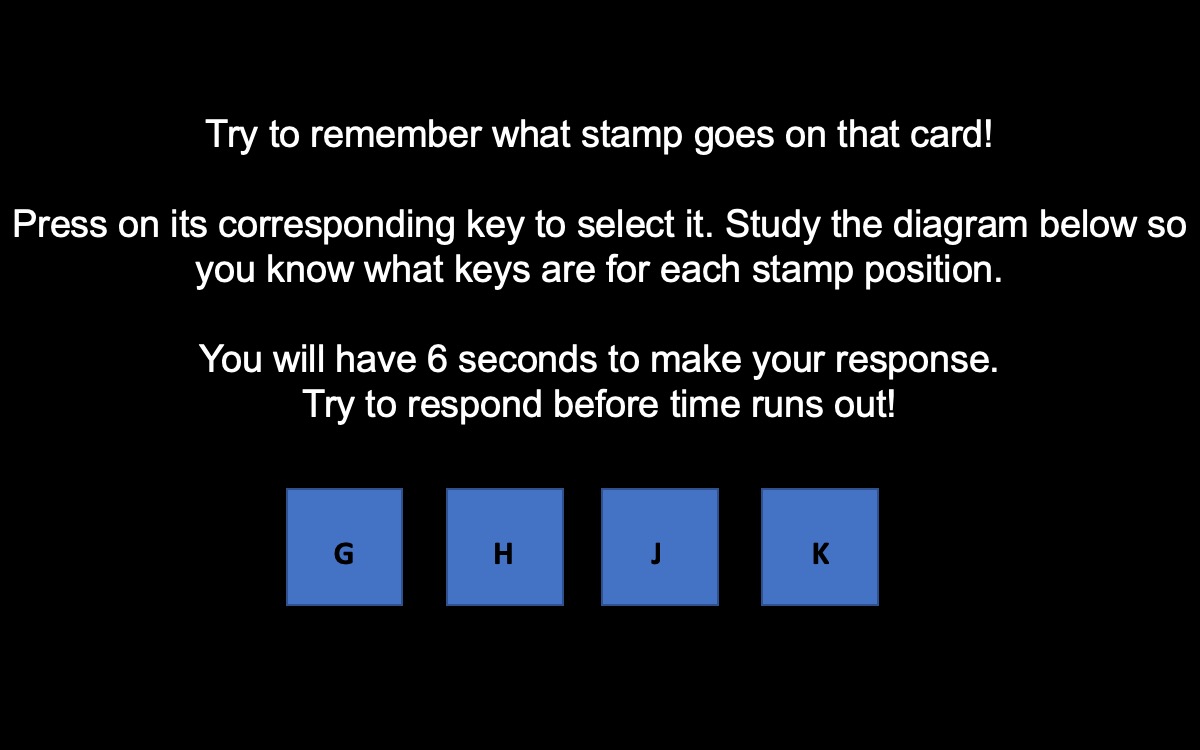 Try to remember what stamp goes on that card!
Press on its corresponding key to select it. Study the diagram below so
you know what keys are for each stamp position.
You will have 6 seconds to make your response.
Try to respond before time runs out!
G H J K